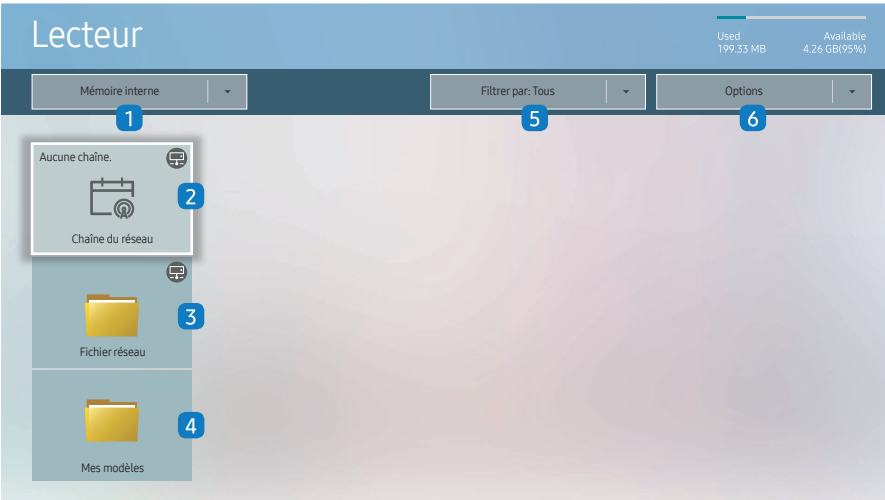 Lecteur
Used Available
199.33 MB 4.26 GB(95%)
Mémoire interne Filtrer par: Tous Options
1 5 6
Aucune chaîne.
2
Chaîne du réseau
3
Fichier réseau
4
Mes modèles